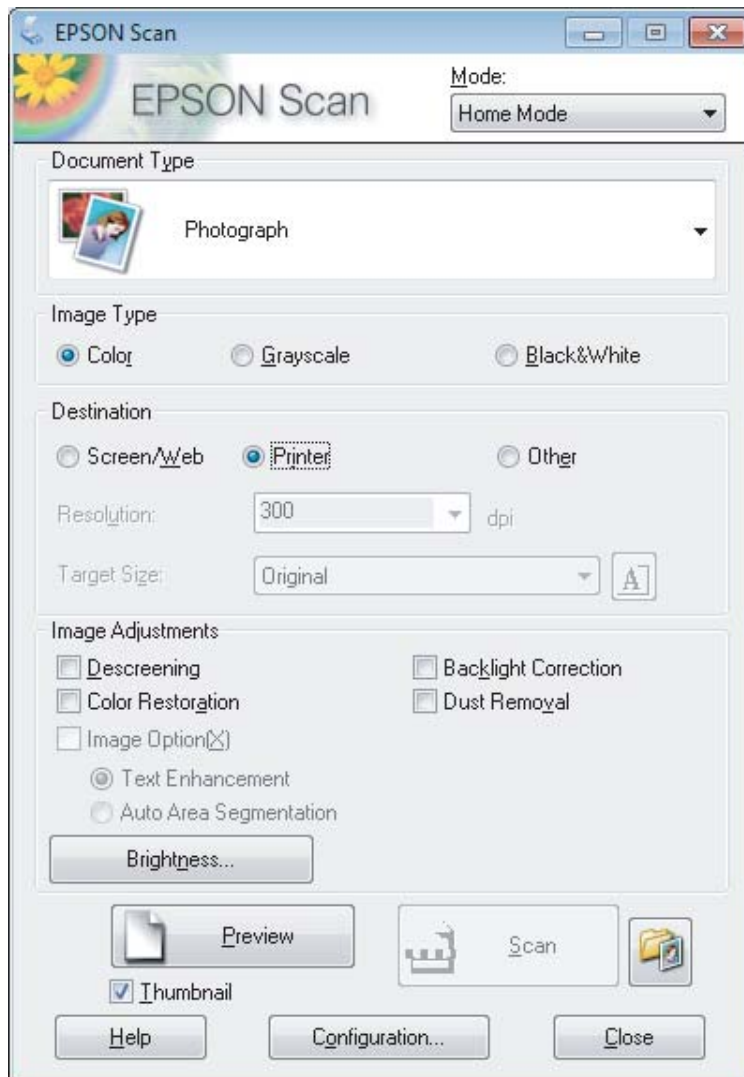 EPSON Scan
EPSON Scan
Mode:
Home Mode
Document Type
Photograph
Image Type
Color Grayscale Black&White
Destination
Screen/Web Printer Other
Resolution: 300 dpi
Target Size: Original A
Image Adjustments
Descreening Backlight Correction
Color Restoration Dust Removal
Image Option(X)
Text Enhancement
Auto Area Segmentation
Brightness...
Preview Scan
Thumbnail
Help Configuration... Close